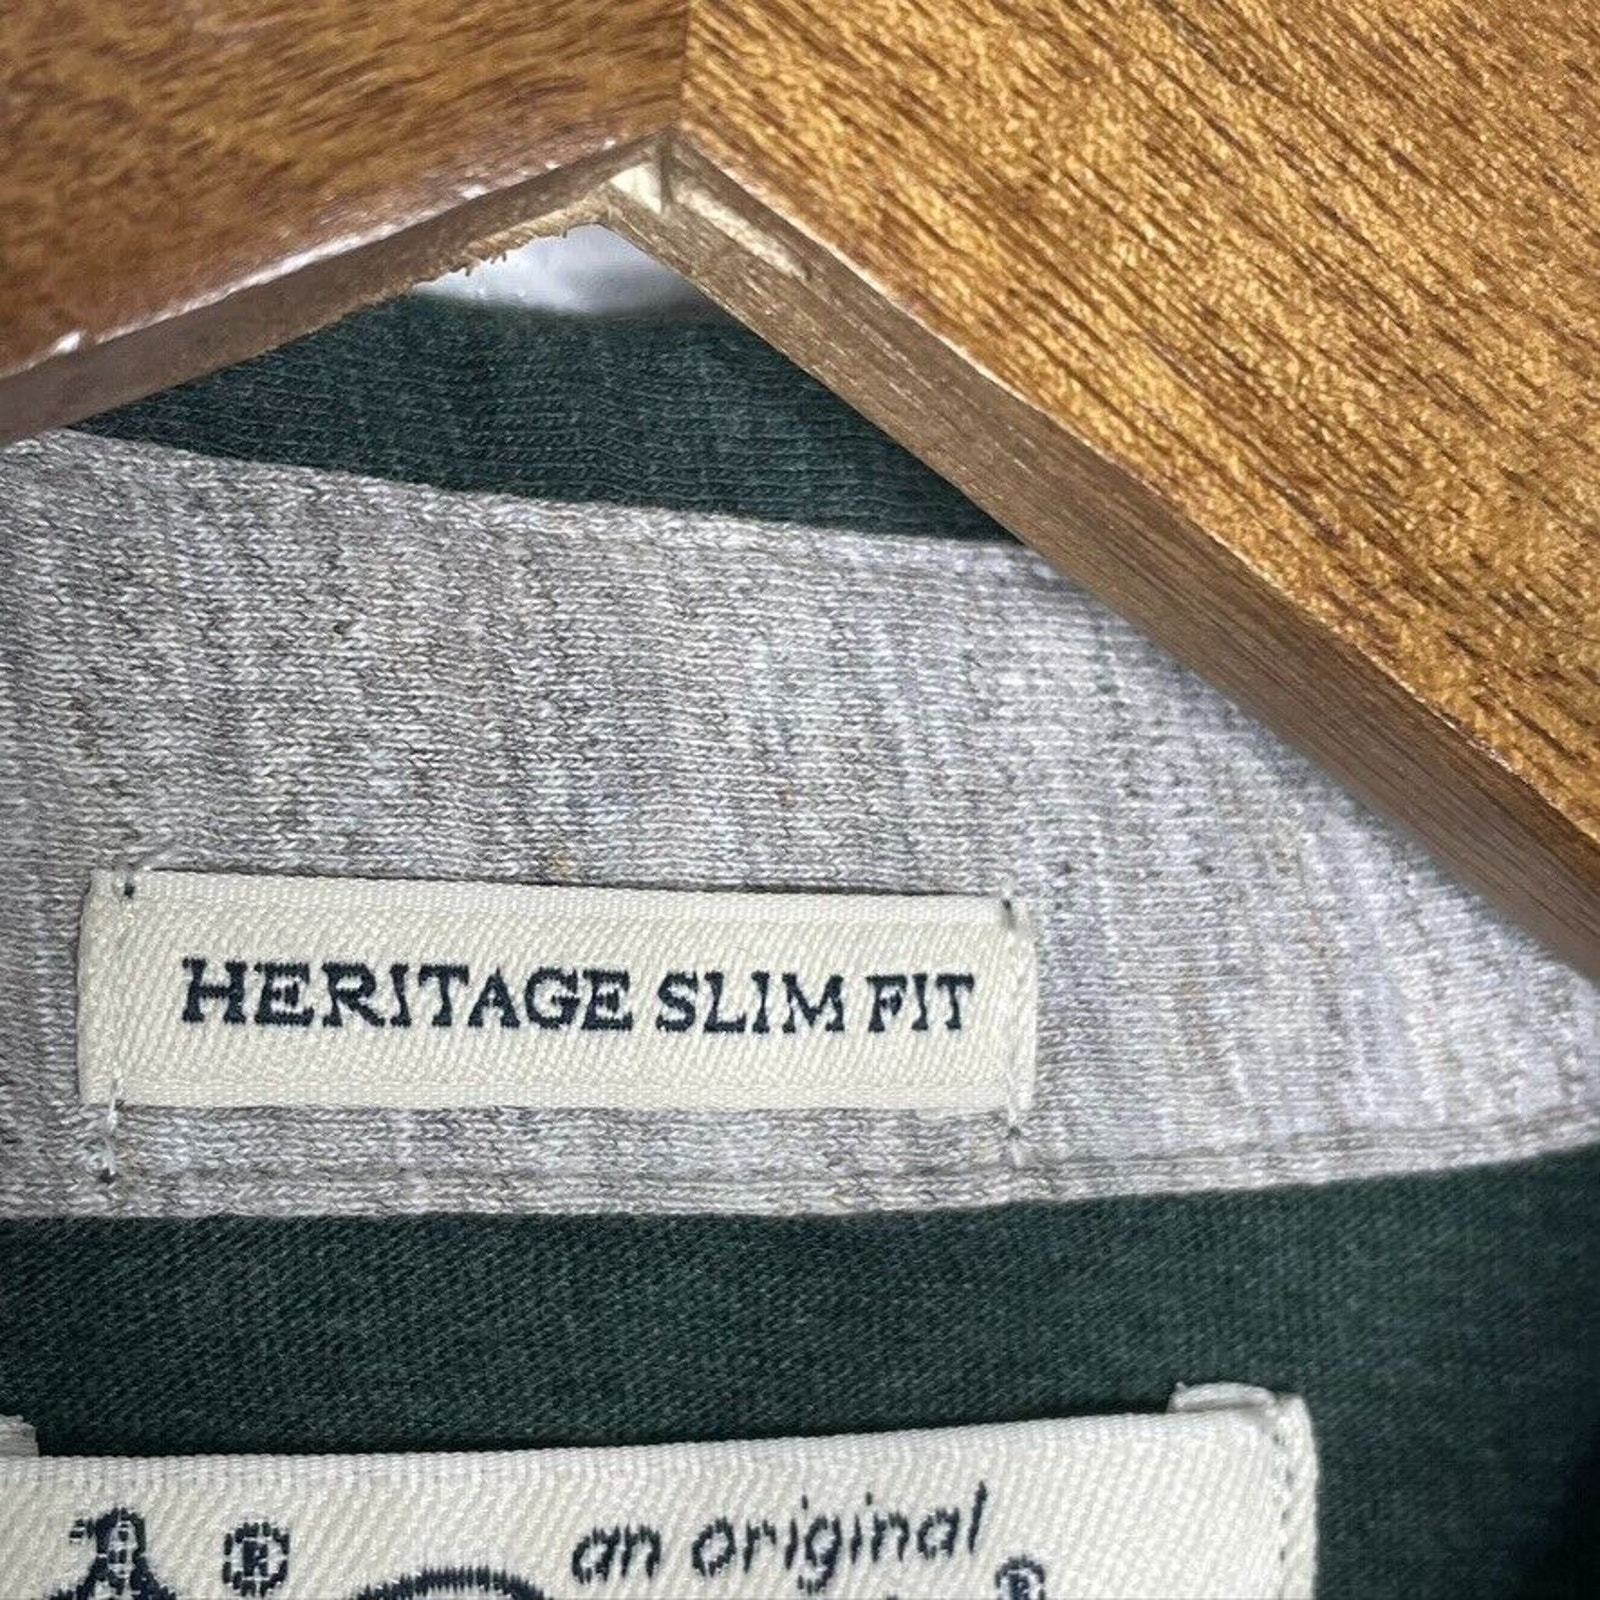 HERITAGE SLIM FIT
® an original
®